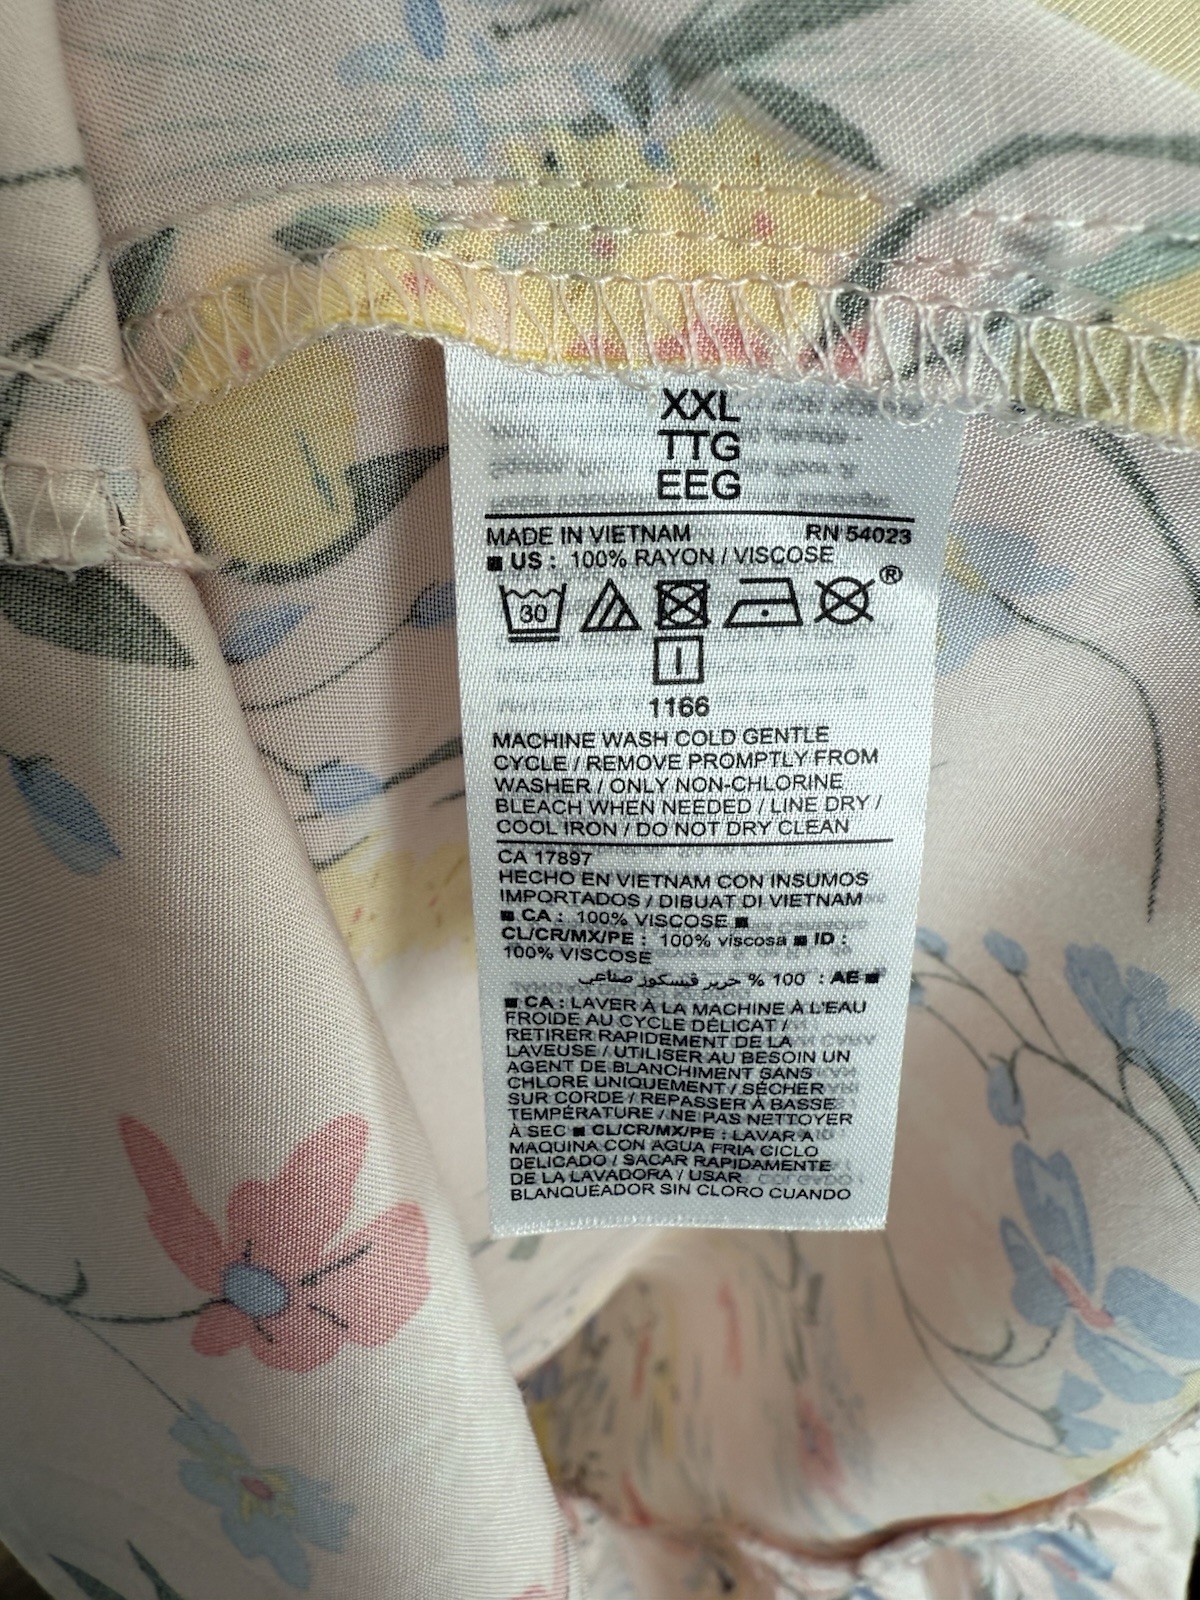 XXL
TTG
EEG
MADE IN VIETNAM RN 54023
■ US : 100% RAYON / VISCOSE
30
®
1166
MACHINE WASH COLD GENTLE
CYCLE / REMOVE PROMPTLY FROM
WASHER / ONLY NON-CHLORINE
BLEACH WHEN NEEDED / LINE DRY /
COOL IRON / DO NOT DRY CLEAN
CA 17897
HECHO EN VIETNAM CON INSUMOS
IMPORTADOS / DIBUAT DI VIETNAM
■ CA : 100% VISCOSE ■
CL/CR/MX/PE : 100% viscosa ■ ID :
100% VISCOSE
■ AE : 100 % حرير فيسكوز صناعي
■ CA : LAVER À LA MACHINE À L'EAU
FROIDE AU CYCLE DÉLICAT /
RETIRER RAPIDEMENT DE LA
LAVEUSE / UTILISER AU BESOIN UN
AGENT DE BLANCHIMENT SANS
CHLORE UNIQUEMENT / SÉCHER
SUR CORDE / REPASSER À BASSE
TEMPÉRATURE / NE PAS NETTOYER
À SEC ■ CL/CR/MX/PE : LAVAR A
MAQUINA CON AGUA FRIA CICLO
DELICADO / SACAR RAPIDAMENTE
DE LA LAVADORA / USAR
BLANQUEADOR SIN CLORO CUANDO